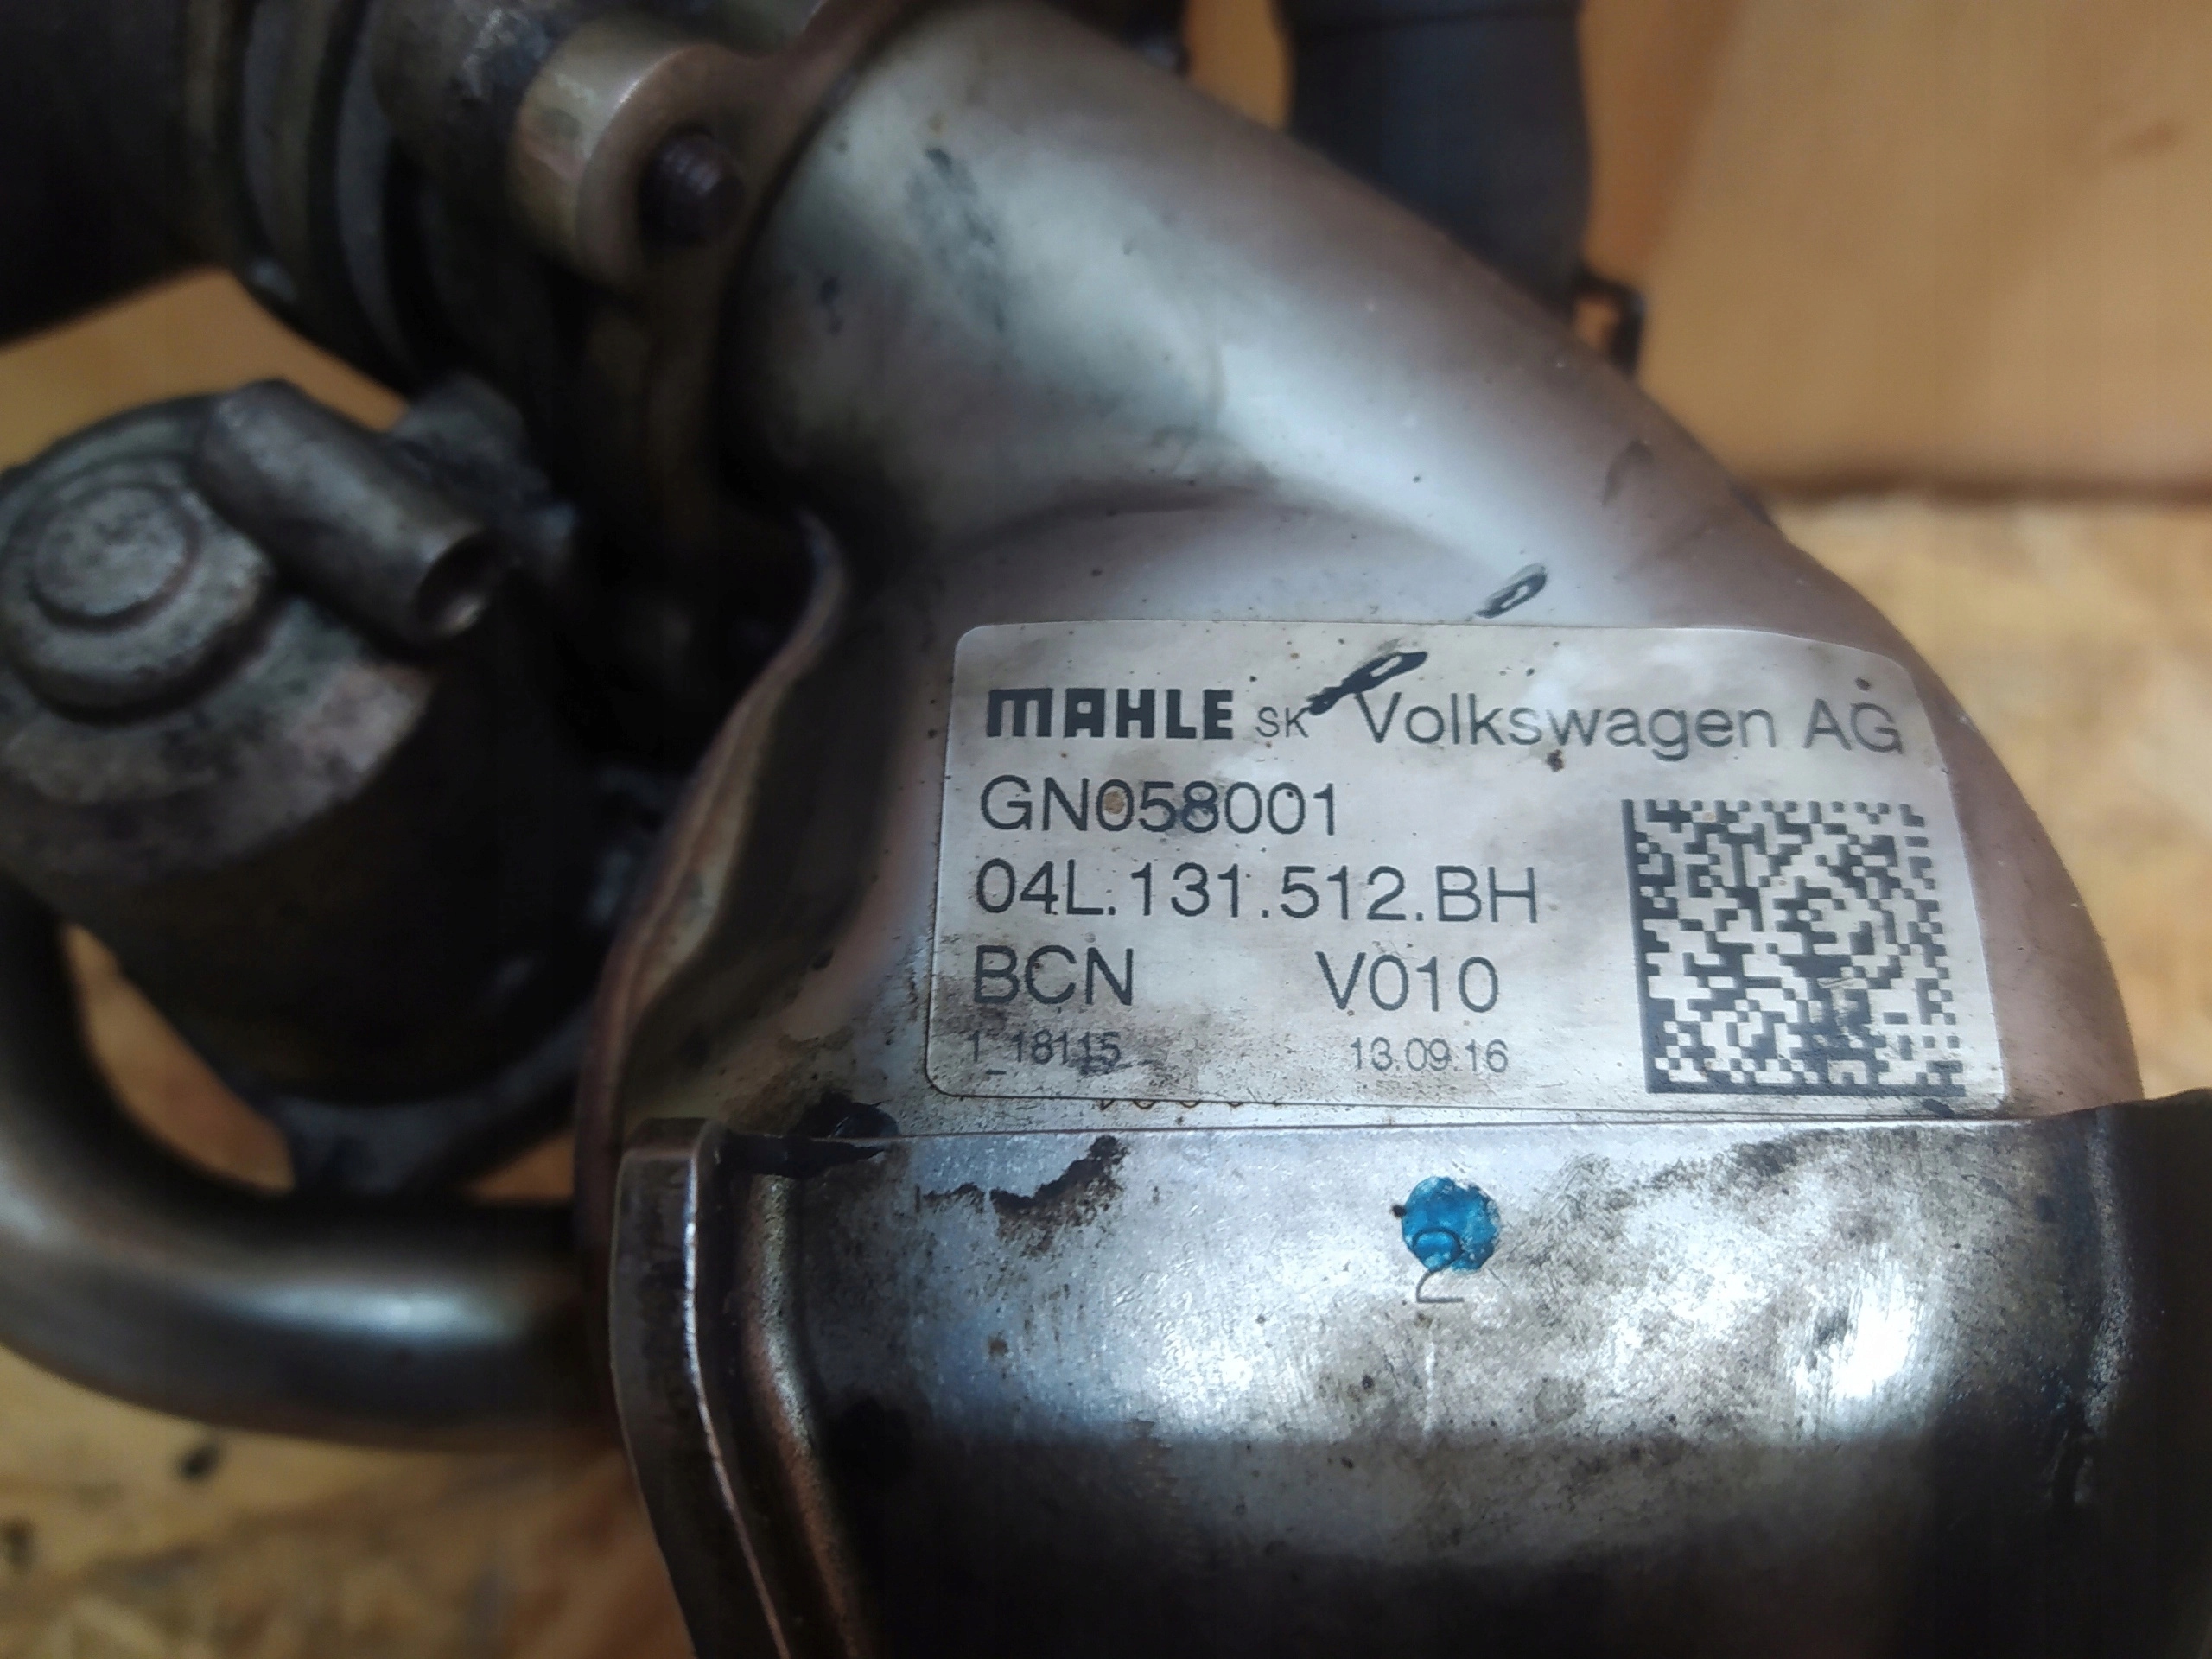 MAHLE SK Volkswagen AG
GN058001
04L.131.512.BH
BCN V010
1_18115
13.09.16